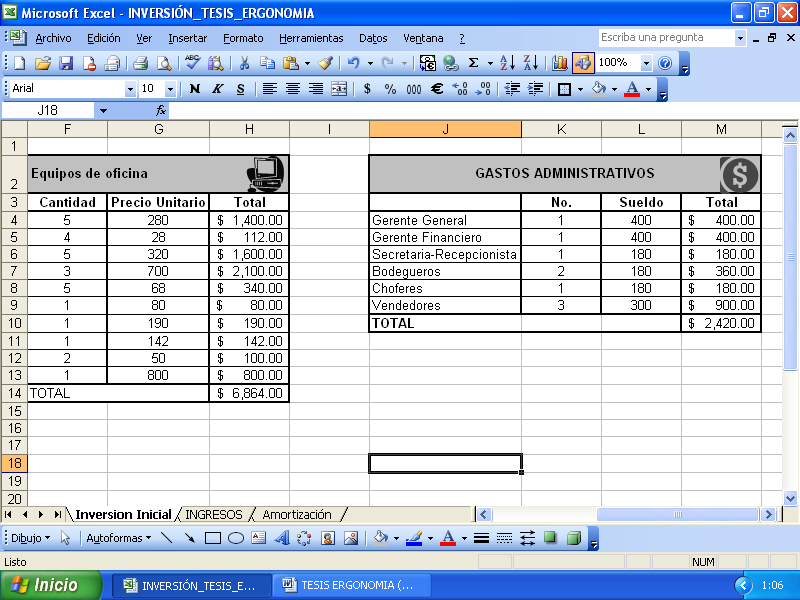 Microsoft Excel - INVERSIÓN_TESIS_ERGONOMIA
Archivo Edición Ver Insertar Formato Herramientas Datos Ventana ? Escriba una pregunta
100%
Arial 10 N K S $ % 000 €
J18 fx
F G H I J K L M
1
2 Equipos de oficina GASTOS ADMINISTRATIVOS
3 Cantidad Precio Unitario Total No. Sueldo Total
4 5 280 $ 1,400.00 Gerente General 1 400 $ 400.00
5 4 28 $ 112.00 Gerente Financiero 1 400 $ 400.00
6 5 320 $ 1,600.00 Secretaria-Recepcionista 1 180 $ 180.00
7 3 700 $ 2,100.00 Bodegueros 2 180 $ 360.00
8 5 68 $ 340.00 Choferes 1 180 $ 180.00
9 1 80 $ 80.00 Vendedores 3 300 $ 900.00
10 1 190 $ 190.00 TOTAL $ 2,420.00
11 1 142 $ 142.00
12 2 50 $ 100.00
13 1 800 $ 800.00
14 TOTAL $ 6,864.00
15
16
17
18
19
20
Inversion Inicial INGRESOS Amortización
Dibujo Autoformas
Listo NUM
Inicio INVERSIÓN_TESIS_E... TESIS ERGONOMIA (... 1:06